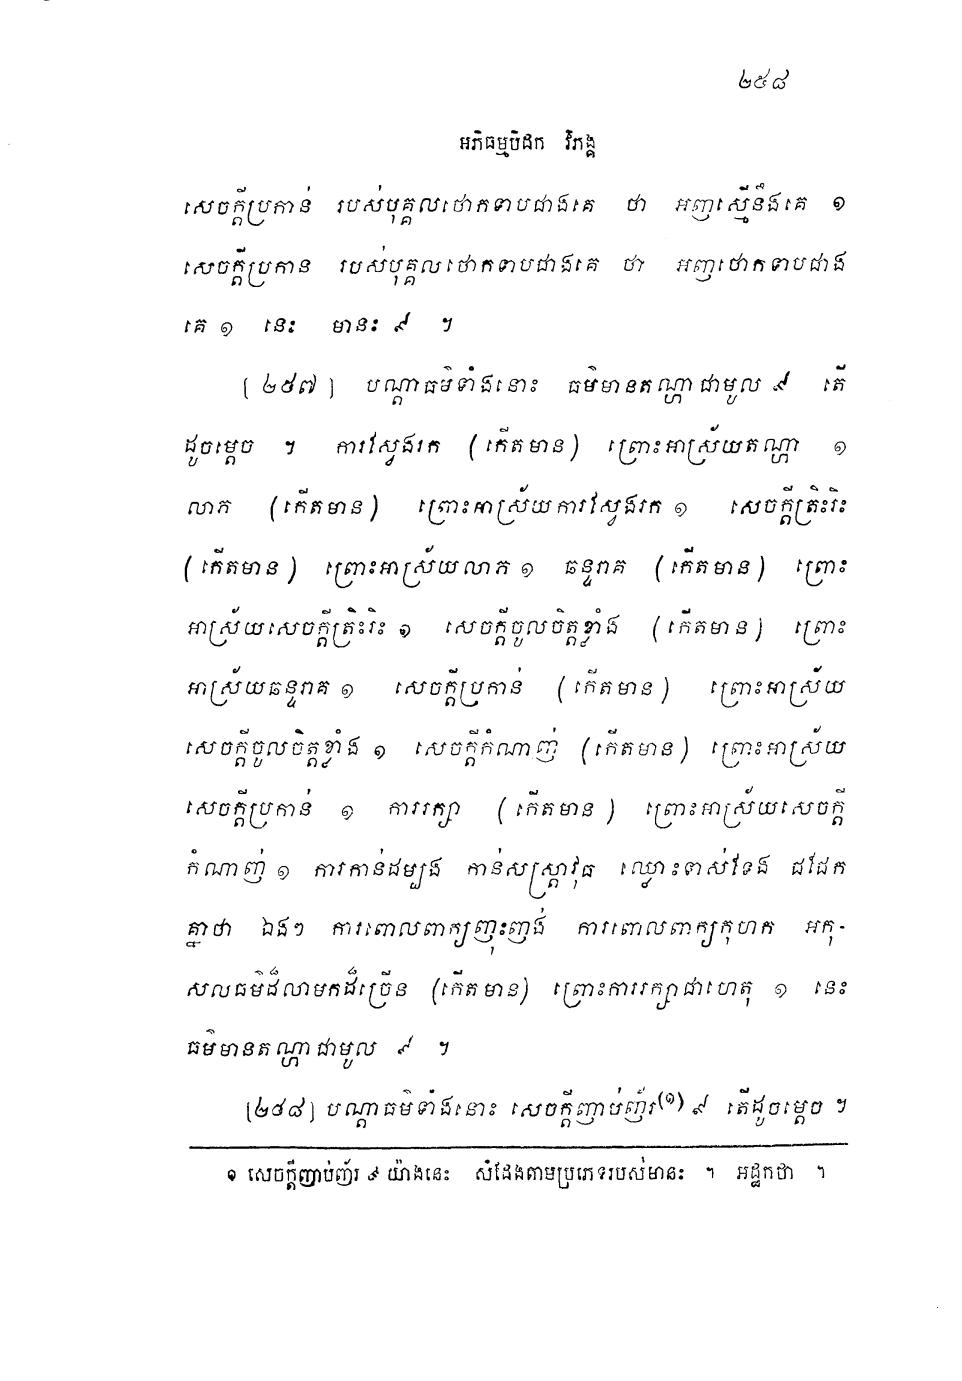 ២៥៨
អភិធម្មបិដក វិភង្គ
សេចក្តីប្រកាន់ របស់បុគ្គលថោកទាបជាងគេ ថា អញស្មើនឹងគេ ១
សេចក្តីប្រកាន់ របស់បុគ្គលថោកទាបជាងគេ ថា អញថោកទាបជាង
គេ ១ នេះ មានះ ៩ ។
[២៥៧] បណ្តាធម៌ទាំងនោះ ធម៌មានតណ្ហាជាមូល ៩ តើ
ដូចម្តេច ។ ការស្វែងរក (កើតមាន) ព្រោះអាស្រ័យតណ្ហា ១
លាភ (កើតមាន) ព្រោះអាស្រ័យការស្វែងរក ១ សេចក្តីត្រិះរិះ
(កើតមាន) ព្រោះអាស្រ័យលាភ ១ ឆន្ទរាគ (កើតមាន) ព្រោះ
អាស្រ័យសេចក្តីត្រិះរិះ ១ សេចក្តីចូលចិត្តខ្លាំង (កើតមាន) ព្រោះ
អាស្រ័យឆន្ទរាគ ១ សេចក្តីប្រកាន់ (កើតមាន) ព្រោះអាស្រ័យ
សេចក្តីចូលចិត្តខ្លាំង ១ សេចក្តីកំណាញ់ (កើតមាន) ព្រោះអាស្រ័យ
សេចក្តីប្រកាន់ ១ ការរក្សា (កើតមាន) ព្រោះអាស្រ័យសេចក្តី
កំណាញ់ ១ ការកាន់ដម្បង កាន់សស្ត្រាវុធ ឈ្លោះទាស់ទែង ជជែក
គ្នាថា ឯងៗ ការពោលពាក្យញុះញង់ ការពោលពាក្យកុហក អកុ-
សលធម៌ដ៏លាមកដ៏ច្រើន (កើតមាន) ព្រោះការរក្សាជាហេតុ ១ នេះ
ធម៌មានតណ្ហាជាមូល ៩ ។
[២៥៨] បណ្តាធម៌ទាំងនោះ សេចក្តីញាប់ញ័រ(១) ៩ តើដូចម្តេច ។
១ សេចក្តីញាប់ញ័រ ៩ យ៉ាងនេះ សំដែងតាមប្រភេទរបស់មានះ ។ អដ្ឋកថា ។